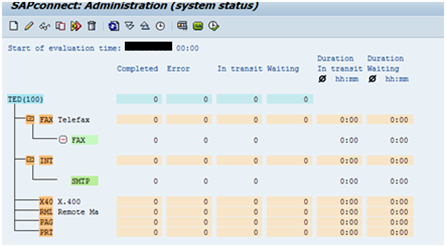 SAPconnect: Administration (system status)
Start of evaluation time: 00:00
Duration Duration
Completed Error In transit Waiting In transit Waiting
Ø hh:mm Ø hh:mm
TED(100) 0 0 0 0
FAX Telefax 0 0 0 0 0:00 0:00
FAX 0 0 0 0:00 0:00
INT 0 0 0 0 0:00 0:00
SMTP 0 0 0 0:00 0:00
X40 X.400 0 0 0 0 0:00 0:00
RML Remote Ma 0 0 0 0 0:00 0:00
PAG 0 0 0 0 0:00 0:00
PRT 0 0 0 0 0:00 0:00